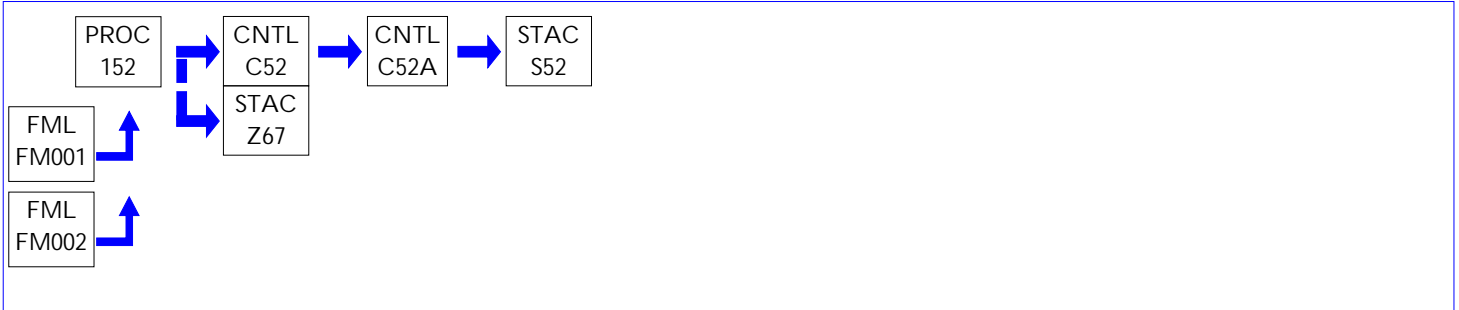 PROC
152
CNTL
C52
CNTL
C52A
STAC
S52
STAC
Z67
FML
FM001
FML
FM002